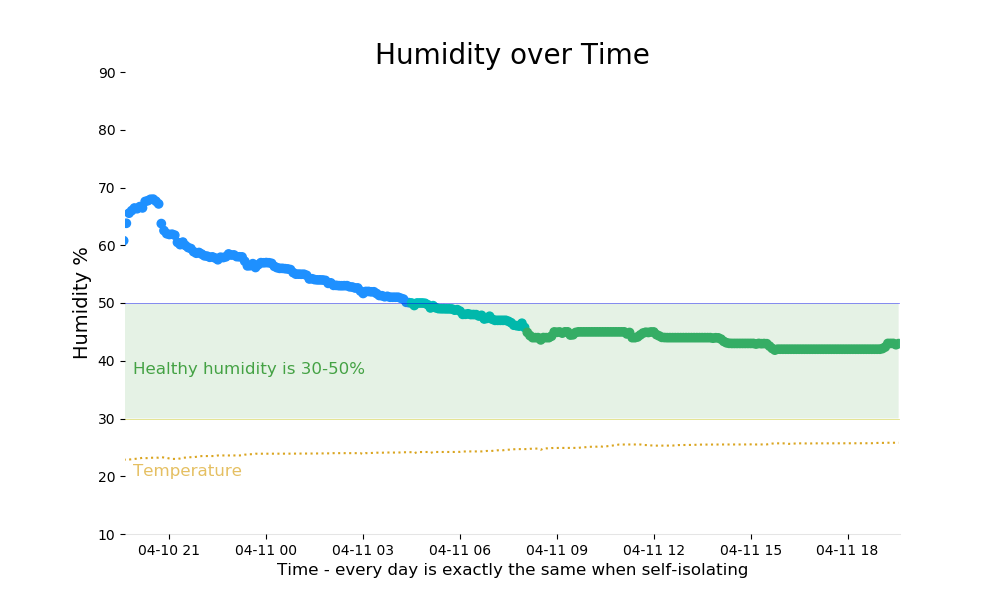 Humidity over Time
90
80
70
60
50
40
30
20
10
Humidity %
Healthy humidity is 30-50%
Temperature
04-10 21 04-11 00 04-11 03 04-11 06 04-11 09 04-11 12 04-11 15 04-11 18
Time - every day is exactly the same when self-isolating